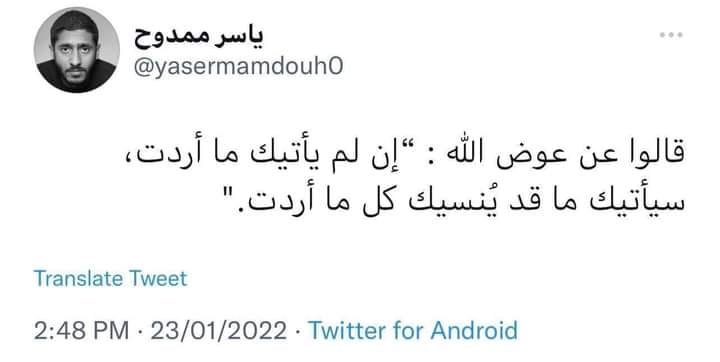 ياسر ممدوح
@yasermamdouh0
قالوا عن عوض الله : “إن لم يأتيك ما أردت،
سيأتيك ما قد يُنسيك كل ما أردت."
Translate Tweet
2:48 PM · 23/01/2022 · Twitter for Android